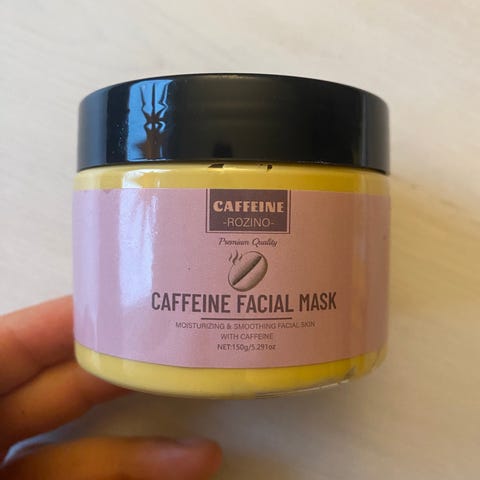 CAFFEINE
-ROZINO-
Premium Quality
CAFFEINE FACIAL MASK
MOISTURIZING & SMOOTHING FACIAL SKIN
WITH CAFFEINE
NET:150g/5.291oz